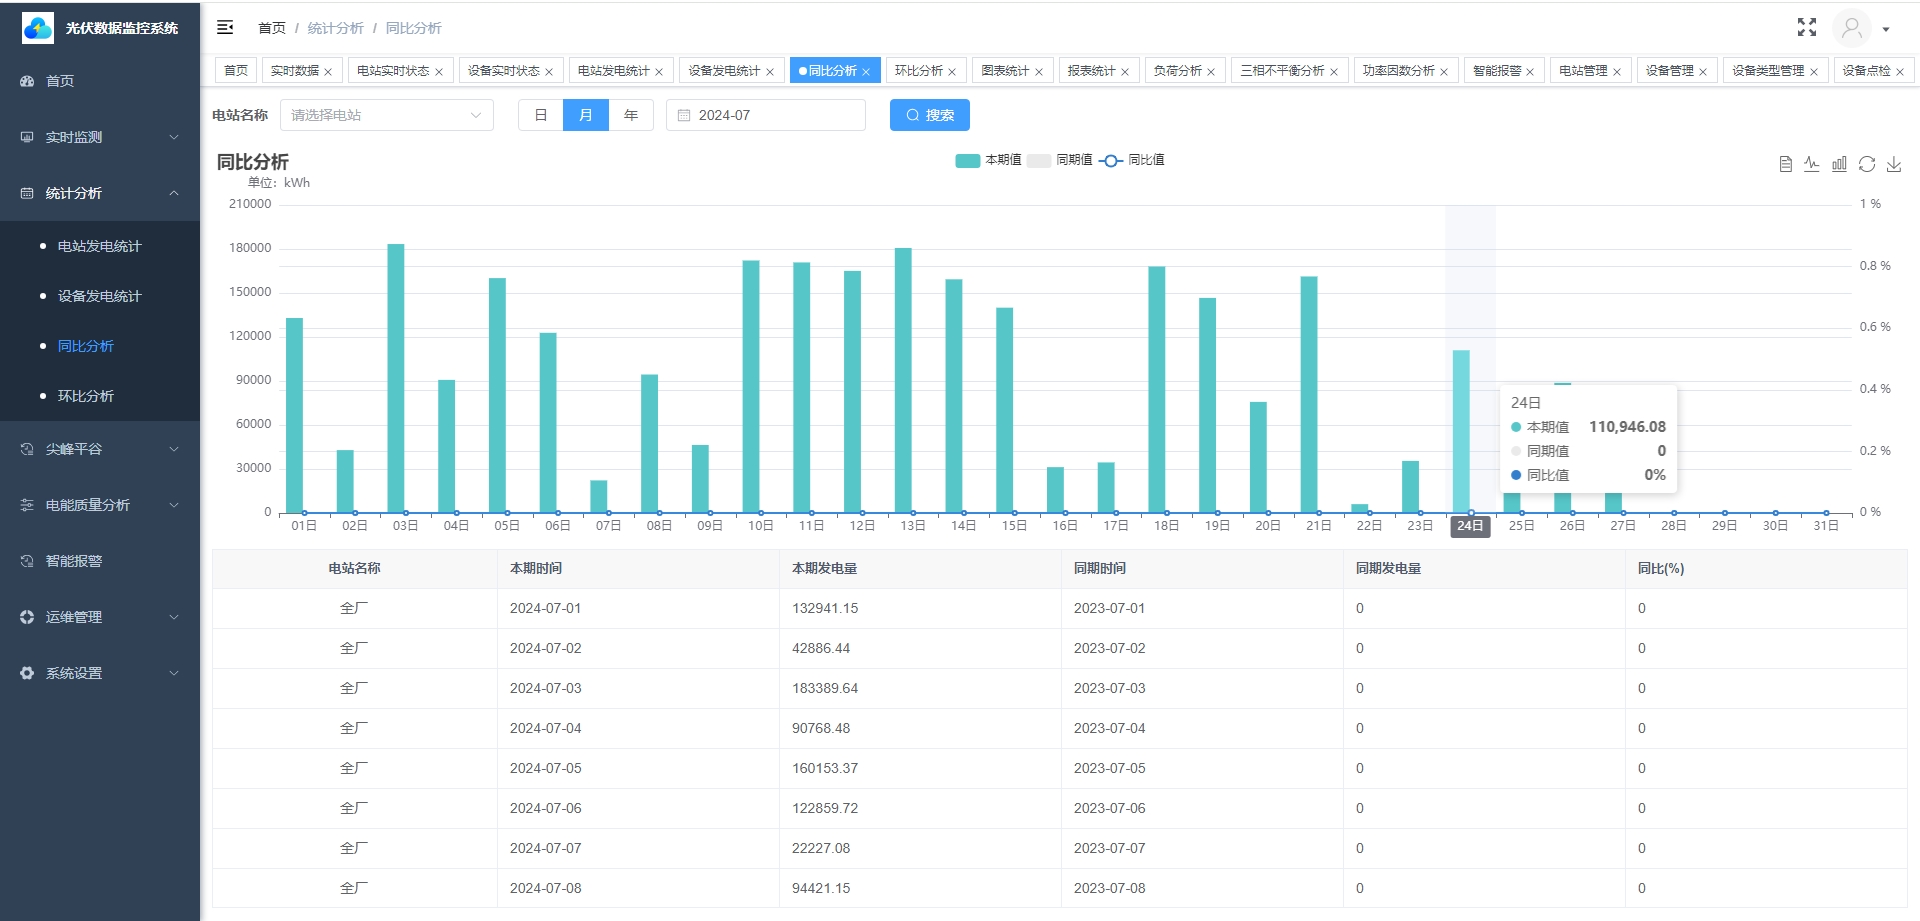 光伏数据监控系统
首页
实时监测
统计分析
电站发电统计
设备发电统计
同比分析
环比分析
尖峰平谷
电能质量分析
智能报警
运维管理
系统设置
首页 / 统计分析 / 同比分析
首页 实时数据 × 电站实时状态 × 设备实时状态 × 电站发电统计 × 设备发电统计 × 同比分析 × 环比分析 × 图表统计 × 报表统计 × 负荷分析 × 三相不平衡分析 × 功率因数分析 × 智能报警 × 电站管理 × 设备管理 × 设备类型管理 × 设备点检 ×
电站名称 请选择电站 日 月 年 2024-07 搜索
同比分析
本期值 同期值 同比值
单位：kWh
210000
180000
150000
120000
90000
60000
30000
0
1 %
0.8 %
0.6 %
0.4 %
0.2 %
0 %
24日
本期值 110,946.08
同期值 0
同比值 0%
01日 02日 03日 04日 05日 06日 07日 08日 09日 10日 11日 12日 13日 14日 15日 16日 17日 18日 19日 20日 21日 22日 23日 24日 25日 26日 27日 28日 29日 30日 31日
电站名称 本期时间 本期发电量 同期时间 同期发电量 同比(%)
全厂 2024-07-01 132941.15 2023-07-01 0 0
全厂 2024-07-02 42886.44 2023-07-02 0 0
全厂 2024-07-03 183389.64 2023-07-03 0 0
全厂 2024-07-04 90768.48 2023-07-04 0 0
全厂 2024-07-05 160153.37 2023-07-05 0 0
全厂 2024-07-06 122859.72 2023-07-06 0 0
全厂 2024-07-07 22227.08 2023-07-07 0 0
全厂 2024-07-08 94421.15 2023-07-08 0 0